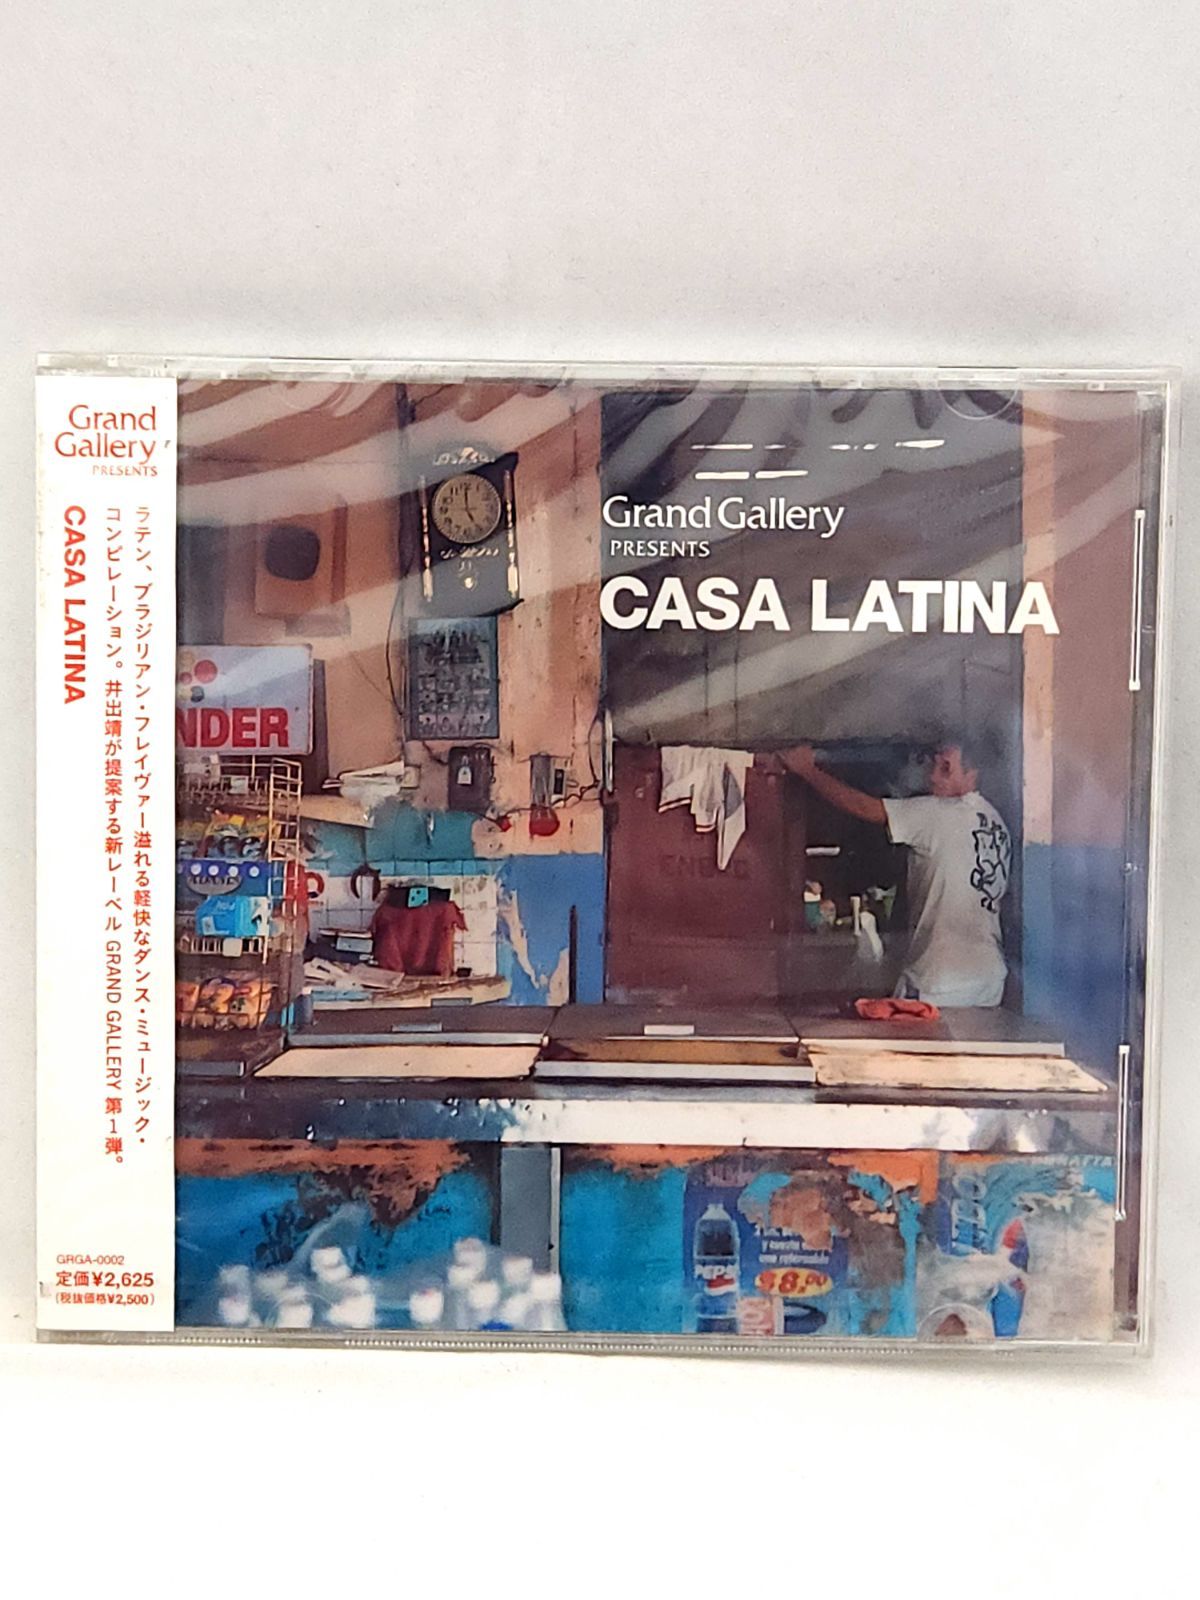 Grand
Gallery
PRESENTS
ラテン、ブラジリアン・フレイヴァー溢れる軽快なダンス・ミュージック・
コンピレーション。井出靖が提案する新レーベル GRAND GALLERY 第1弾。
CASA LATINA
GRGA-0002
定価¥2,625
(税抜価格¥2,500)
Grand Gallery
PRESENTS
CASA LATINA
NDER
ADAMS
PEPSI
y
una
$8.00